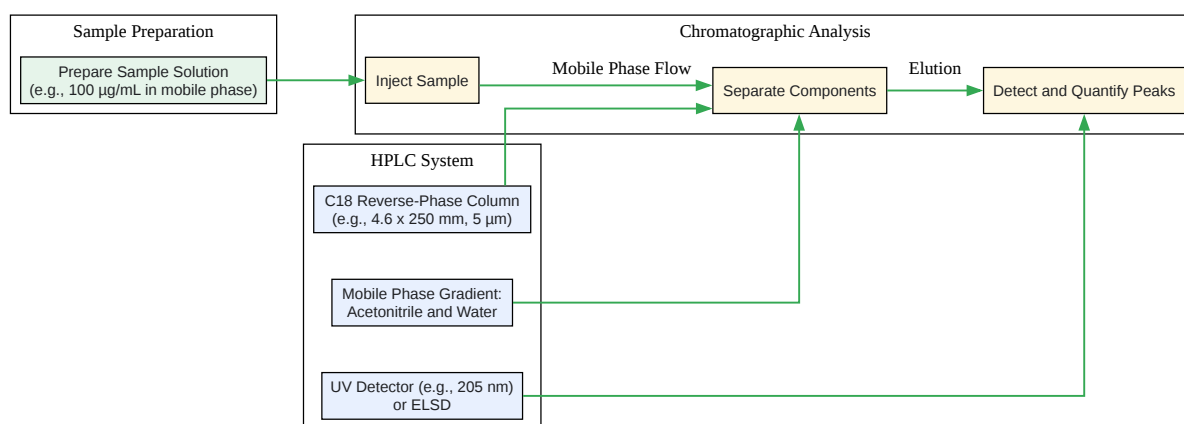 Sample Preparation
Prepare Sample Solution
(e.g., 100 µg/mL in mobile phase)
Chromatographic Analysis
Inject Sample
Mobile Phase Flow
Separate Components
Elution
Detect and Quantify Peaks
HPLC System
C18 Reverse-Phase Column
(e.g., 4.6 x 250 mm, 5 µm)
Mobile Phase Gradient:
Acetonitrile and Water
UV Detector (e.g., 205 nm)
or ELSD